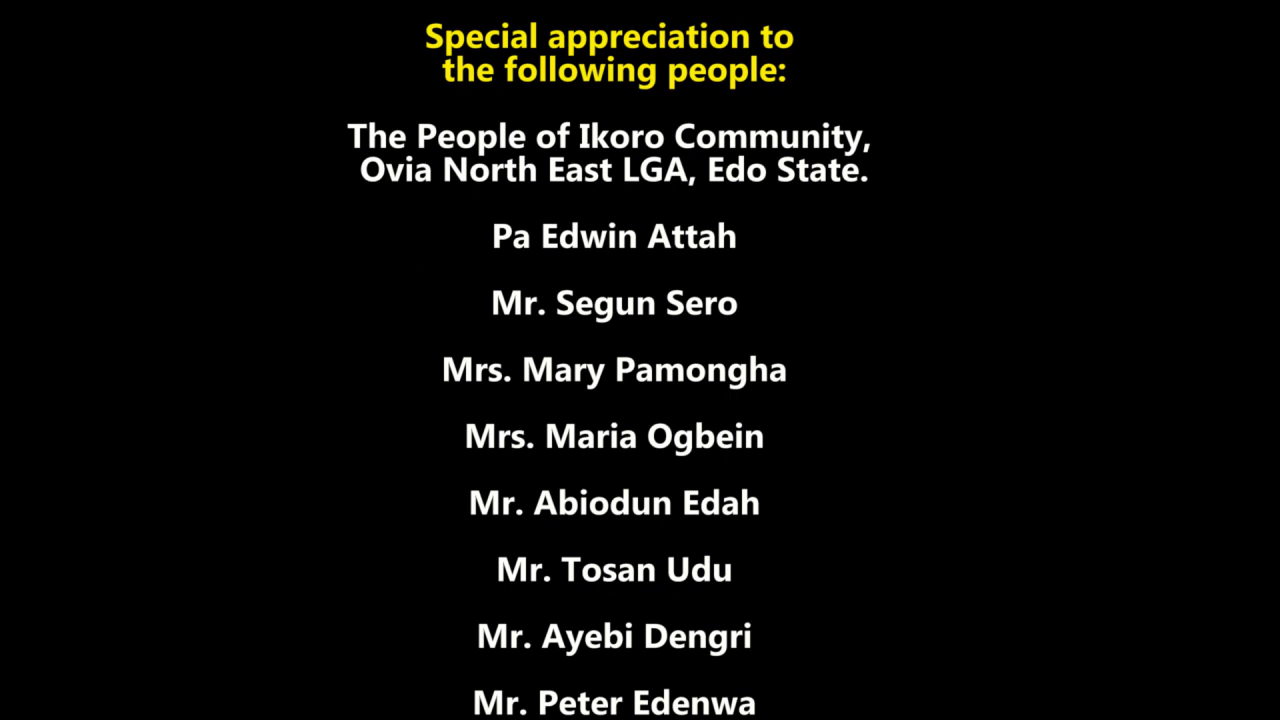 Special appreciation to
the following people:
The People of Ikoro Community,
Ovia North East LGA, Edo State.
Pa Edwin Attah
Mr. Segun Sero
Mrs. Mary Pamongha
Mrs. Maria Ogbein
Mr. Abiodun Edah
Mr. Tosan Udu
Mr. Ayebi Dengri
Mr. Peter Edenwa